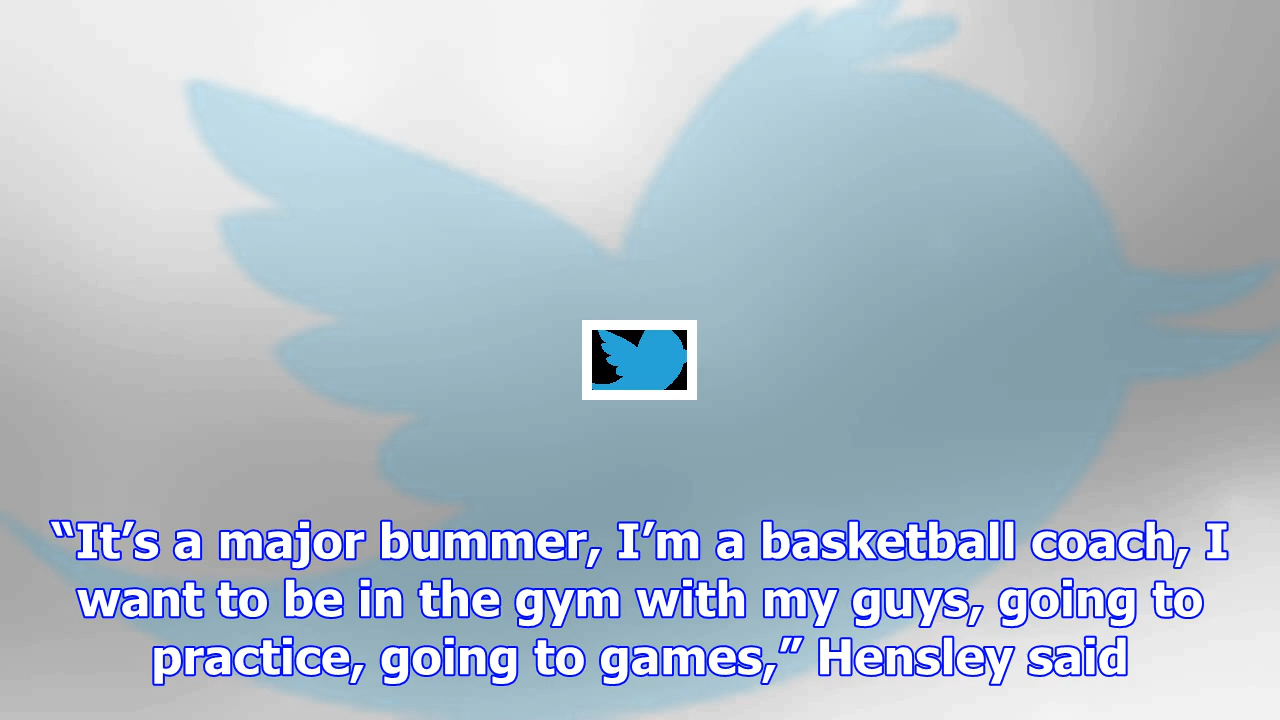 “It’s a major bummer, I’m a basketball coach, I
want to be in the gym with my guys, going to
practice, going to games,” Hensley said